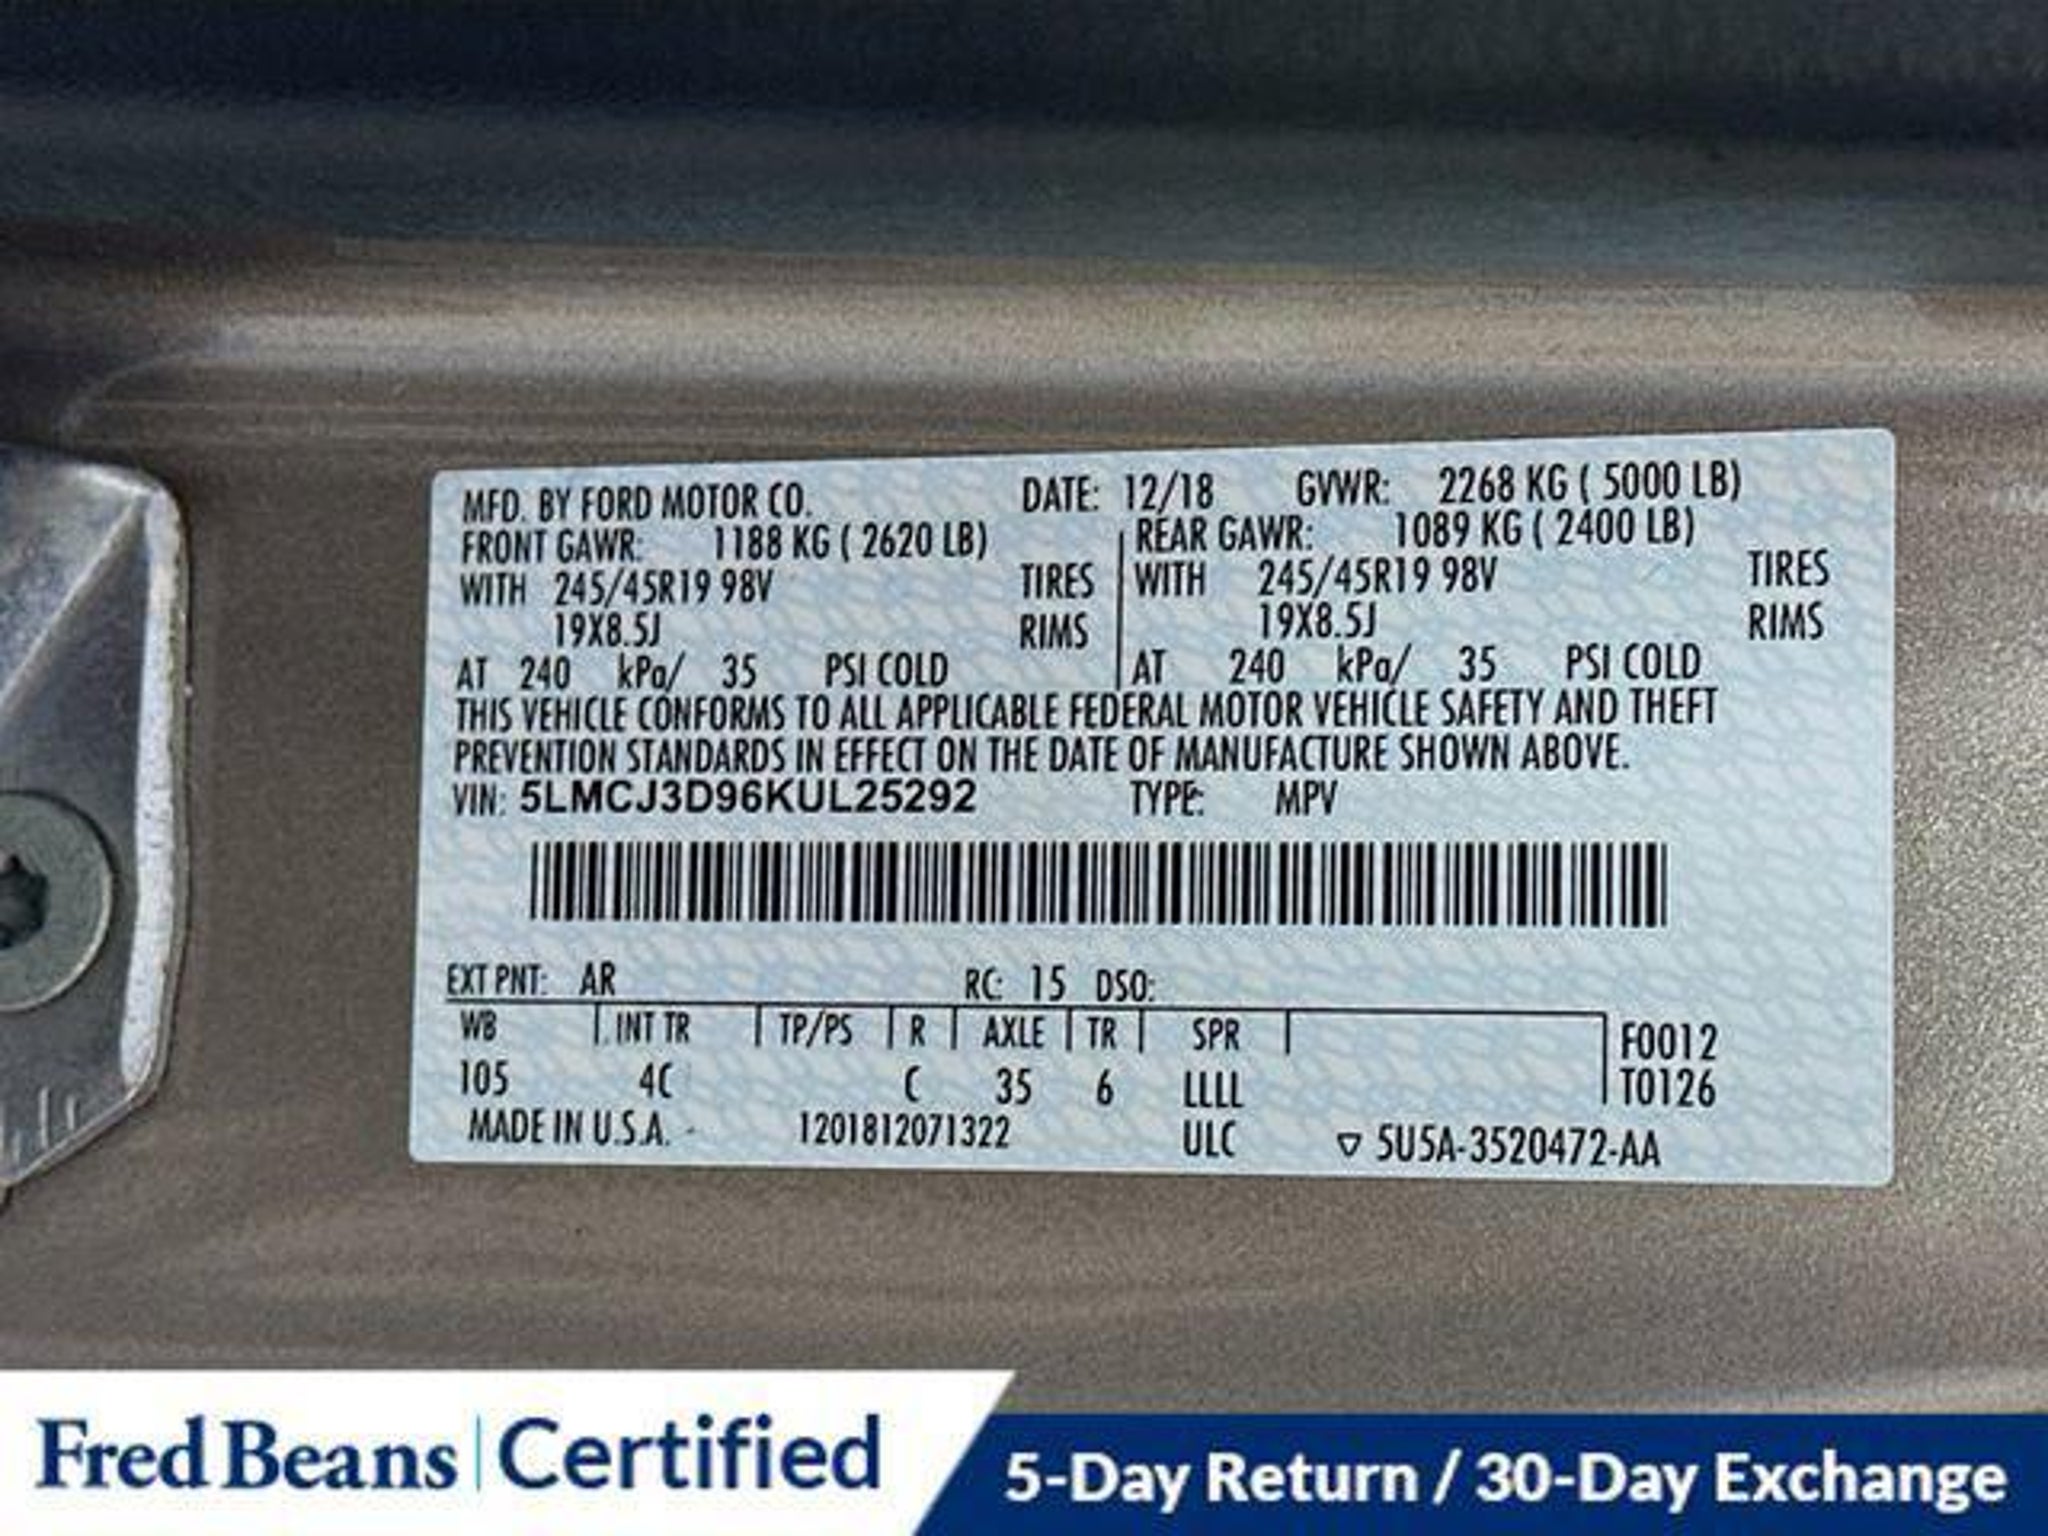 MFD. BY FORD MOTOR CO. DATE: 12/18 GVWR: 2268 KG ( 5000 LB)
FRONT GAWR: 1188 KG ( 2620 LB) REAR GAWR: 1089 KG ( 2400 LB)
WITH 245/45R19 98V TIRES WITH 245/45R19 98V TIRES
19X8.5J RIMS 19X8.5J RIMS
AT 240 kPa/ 35 PSI COLD AT 240 kPa/ 35 PSI COLD
THIS VEHICLE CONFORMS TO ALL APPLICABLE FEDERAL MOTOR VEHICLE SAFETY AND THEFT
PREVENTION STANDARDS IN EFFECT ON THE DATE OF MANUFACTURE SHOWN ABOVE.
VIN: 5LMCJ3D96KUL25292 TYPE: MPV
EXT PNT: AR RC: 15 DSO:
WB INT TR TP/PS R AXLE TR SPR F0012
105 4C C 35 6 LLLL T0126
MADE IN U.S.A. 1201812071322 ULC ▽ 5U5A-3520472-AA
Fred Beans Certified
5-Day Return / 30-Day Exchange